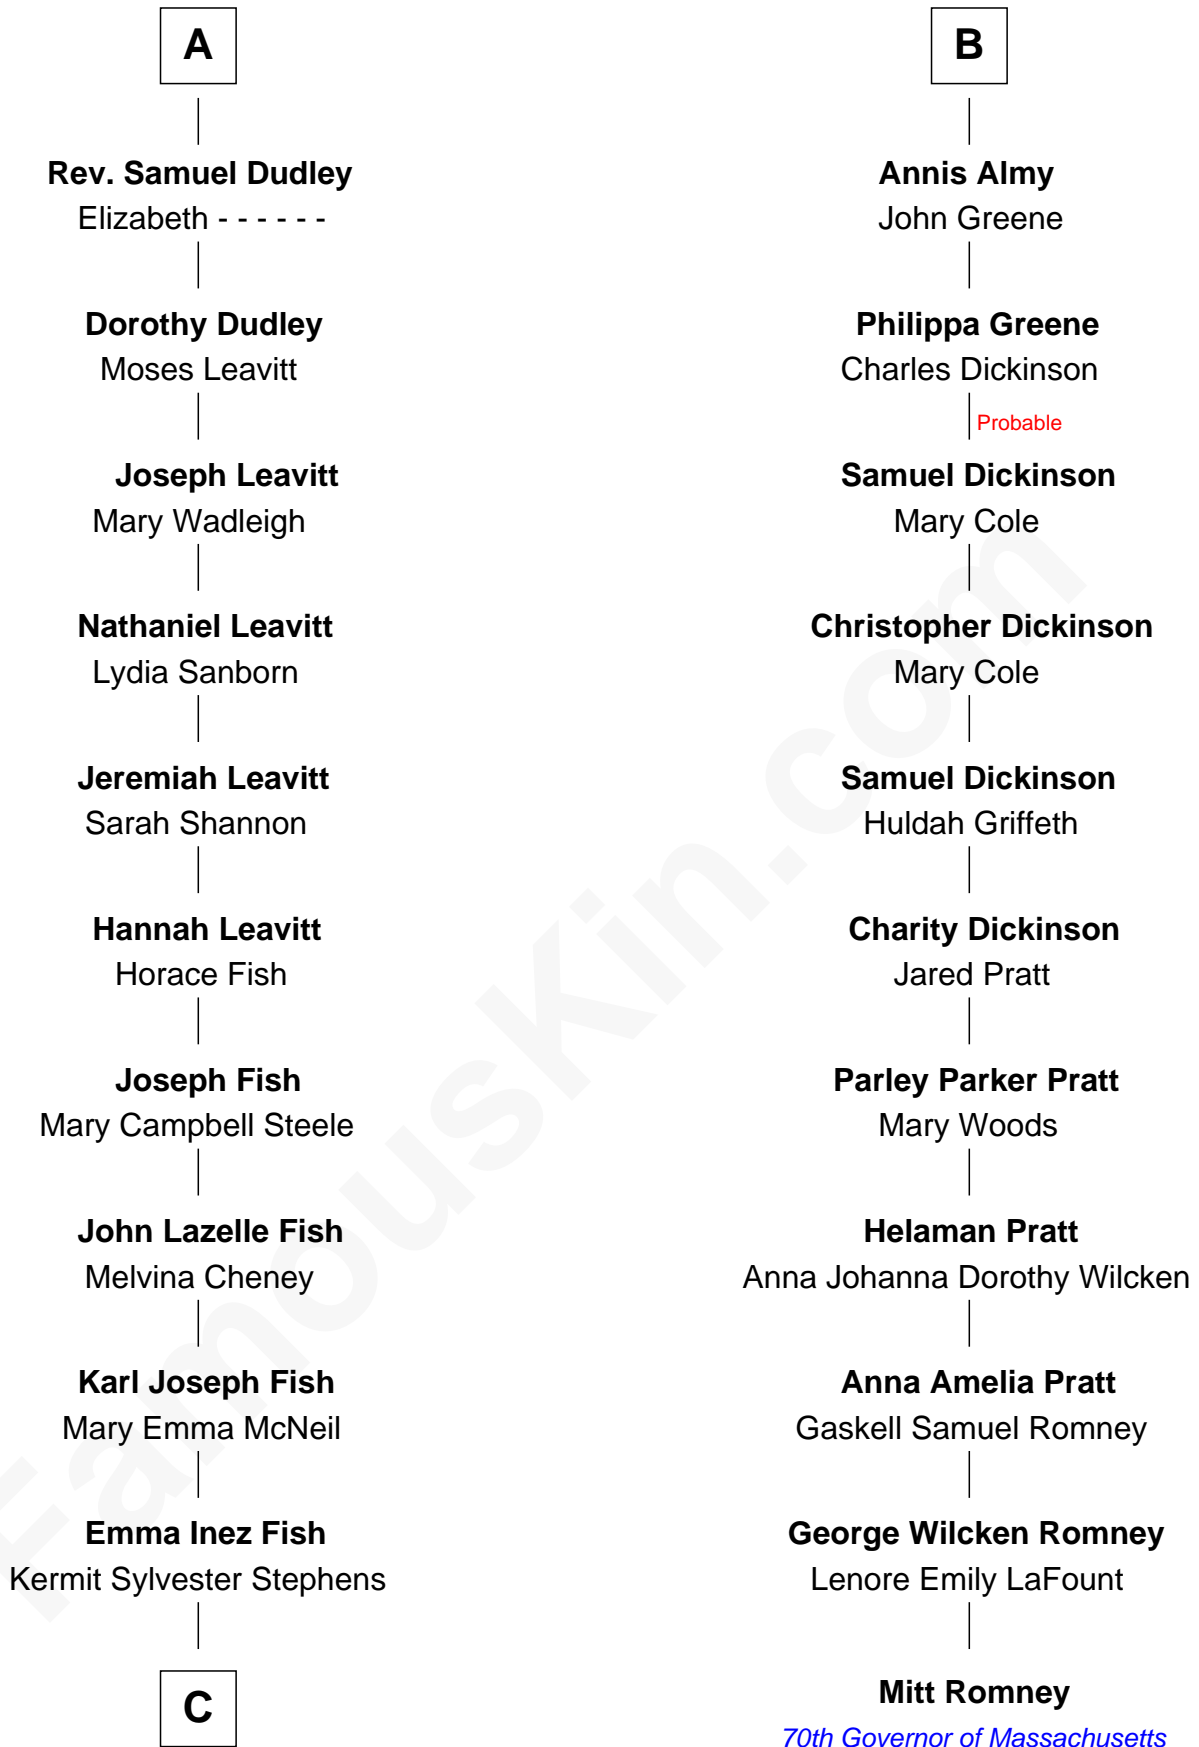 A
Rev. Samuel Dudley
Elizabeth - - - - - -
Dorothy Dudley
Moses Leavitt
Joseph Leavitt
Mary Wadleigh
Nathaniel Leavitt
Lydia Sanborn
Jeremiah Leavitt
Sarah Shannon
Hannah Leavitt
Horace Fish
Joseph Fish
Mary Campbell Steele
John Lazelle Fish
Melvina Cheney
Karl Joseph Fish
Mary Emma McNeil
Emma Inez Fish
Kermit Sylvester Stephens
C
B
Annis Almy
John Greene
Philippa Greene
Charles Dickinson
Probable
Samuel Dickinson
Mary Cole
Christopher Dickinson
Mary Cole
Samuel Dickinson
Huldah Griffeth
Charity Dickinson
Jared Pratt
Parley Parker Pratt
Mary Woods
Helaman Pratt
Anna Johanna Dorothy Wilcken
Anna Amelia Pratt
Gaskell Samuel Romney
George Wilcken Romney
Lenore Emily LaFount
Mitt Romney
70th Governor of Massachusetts
FamousKin.com